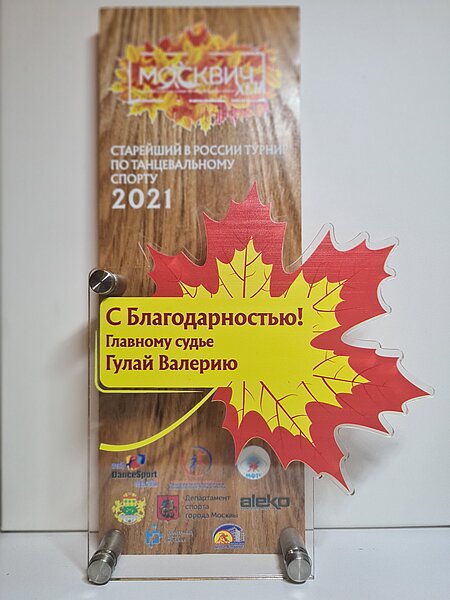 МОСКВИЧ
СТАРЕЙШИЙ В РОССИИ ТУРНИР
ПО ТАНЦЕВАЛЬНОМУ
СПОРТУ
2021
С Благодарностью!
Главному судье
Гулай Валерию
DanceSport
МФТС
Департамент
спорта
города Москвы
aleko